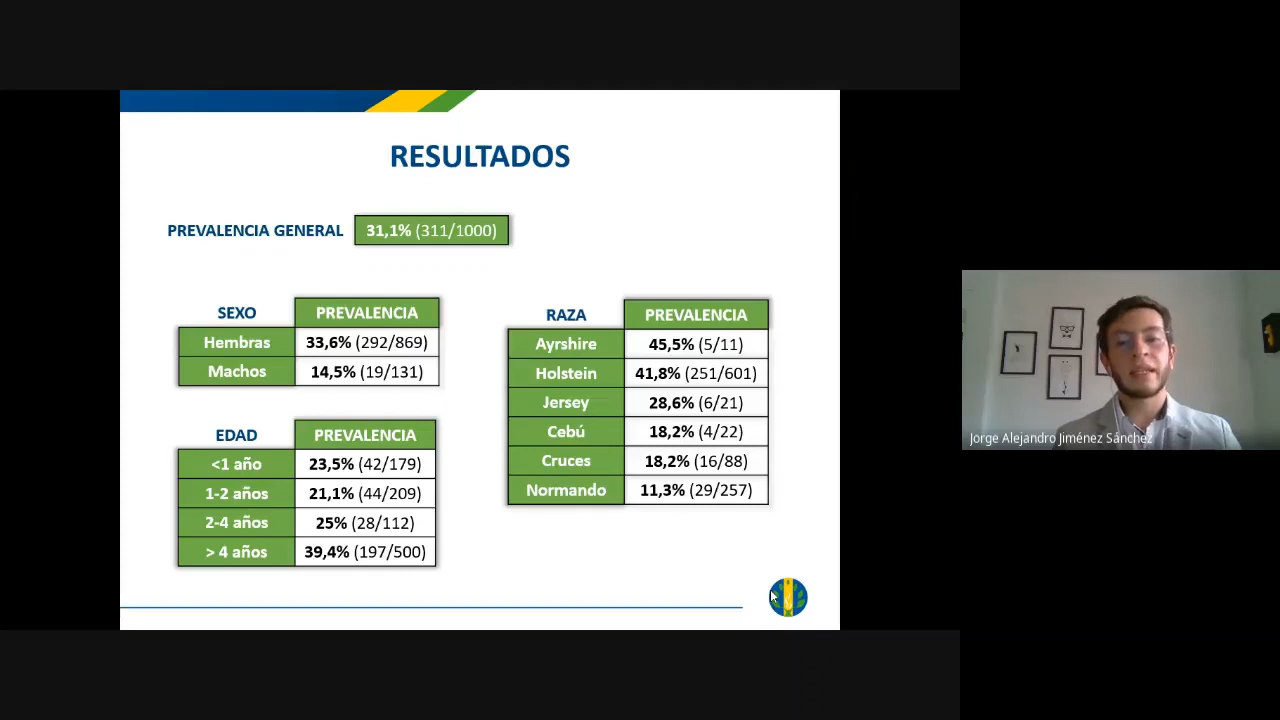 RESULTADOS
PREVALENCIA GENERAL 31,1% (311/1000)
SEXO PREVALENCIA
Hembras 33,6% (292/869)
Machos 14,5% (19/131)
EDAD PREVALENCIA
<1 año 23,5% (42/179)
1-2 años 21,1% (44/209)
2-4 años 25% (28/112)
> 4 años 39,4% (197/500)
RAZA PREVALENCIA
Ayrshire 45,5% (5/11)
Holstein 41,8% (251/601)
Jersey 28,6% (6/21)
Cebú 18,2% (4/22)
Cruces 18,2% (16/88)
Normando 11,3% (29/257)
Jorge Alejandro Jiménez Sánchez